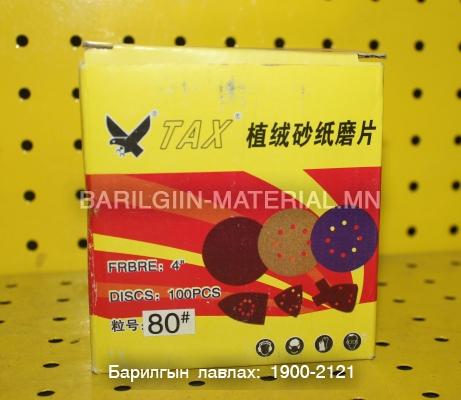 TAX® 植绒砂纸磨片
BARILGIIN-MATERIAL.MN
FRBRE: 4"
DISCS: 100PCS
粒号: 80#
Барилгын лавлах: 1900-2121